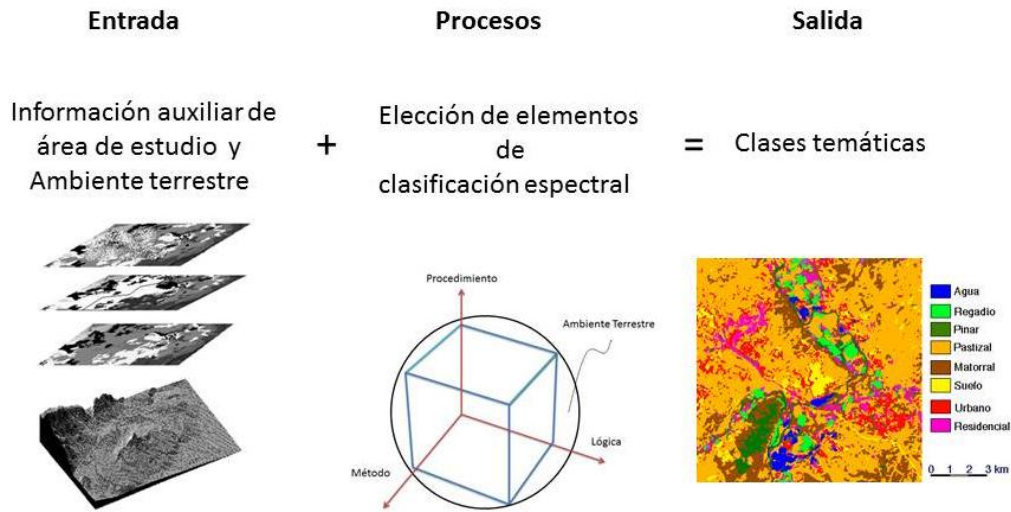 Entrada
Procesos
Salida
Información auxiliar de
área de estudio y
Ambiente terrestre
+
Elección de elementos
de
clasificación espectral
=
Clases temáticas
Procedimiento
Ambiente Terrestre
Lógica
Método
Agua
Regadio
Pinar
Pastizal
Matorral
Suelo
Urbano
Residencial
0 1 2 3 km